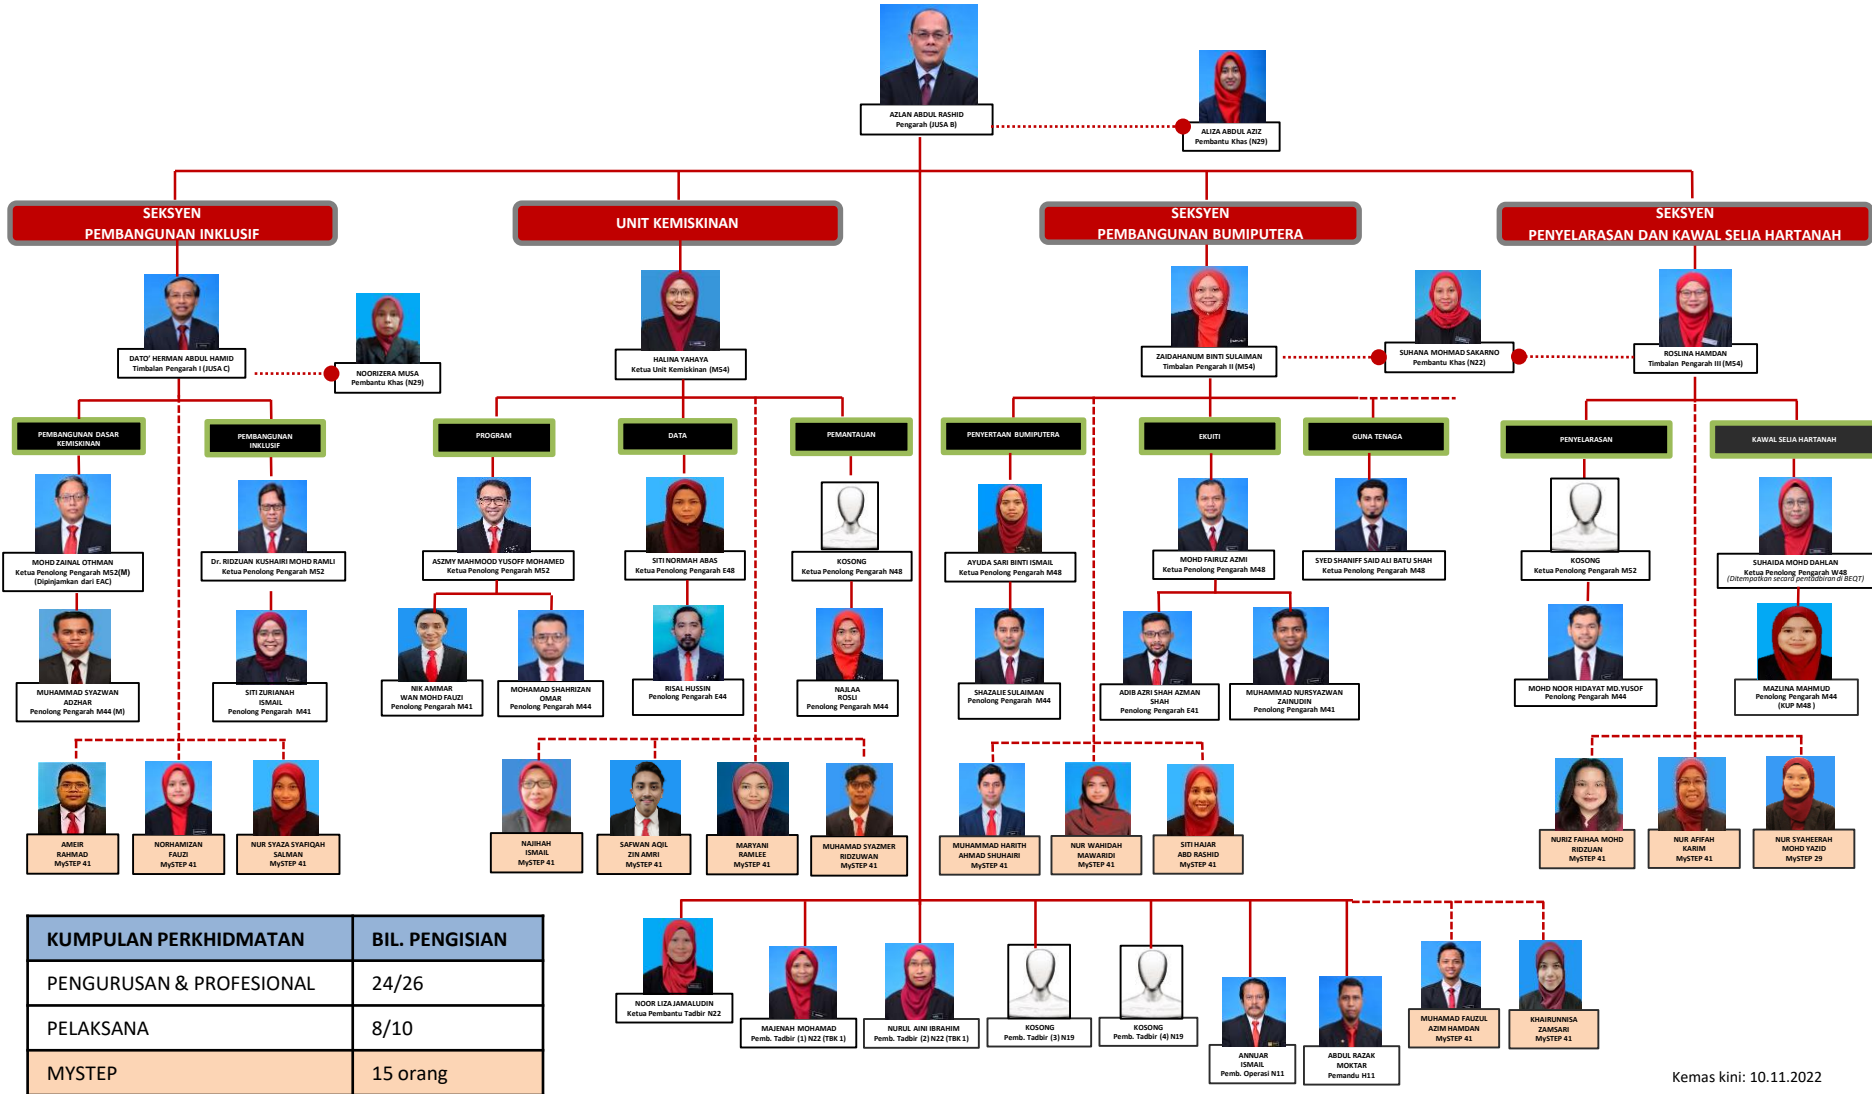 AZLAN ABDUL RASHID
Pengarah (JUSA B)
ALIZA ABDUL AZIZ
Pembantu Khas (N29)
SEKSYEN
PEMBANGUNAN INKLUSIF
UNIT KEMISKINAN
SEKSYEN
PEMBANGUNAN BUMIPUTERA
SEKSYEN
PENYELARASAN DAN KAWAL SELIA HARTANAH
DATO' HERMAN ABDUL HAMID
Timbalan Pengarah I (JUSA C)
NOORIZERA MUSA
Pembantu Khas (N29)
HALINA YAHAYA
Ketua Unit Kemiskinan (M54)
ZAIDAHANUM BINTI SULAIMAN
Timbalan Pengarah II (M54)
SUHANA MOHMAD SAKARNO
Pembantu Khas (N22)
ROSLINA HAMDAN
Timbalan Pengarah III (M54)
PEMBANGUNAN DASAR
KEMISKINAN
PEMBANGUNAN
INKLUSIF
PROGRAM
DATA
PEMANTAUAN
PENYERTAAN BUMIPUTERA
EKUITI
GUNA TENAGA
PENYELARASAN
KAWAL SELIA HARTANAH
MOHD ZAINAL OTHMAN
Ketua Penolong Pengarah M52(M)
(Dipinjamkan dari EAC)
Dr. RIDZUAN KUSHAIRI MOHD RAMLI
Ketua Penolong Pengarah M52
ASZMY MAHMOOD YUSOFF MOHAMED
Ketua Penolong Pengarah M52
SITI NORMAH ABAS
Ketua Penolong Pengarah E48
KOSONG
Ketua Penolong Pengarah N48
AYUDA SARI BINTI ISMAIL
Ketua Penolong Pengarah M48
MOHD FAIRUZ AZMI
Ketua Penolong Pengarah M48
SYED SHANIFF SAID ALI BATU SHAH
Ketua Penolong Pengarah M48
KOSONG
Ketua Penolong Pengarah M52
SUHAIDA MOHD DAHLAN
Ketua Penolong Pengarah W48
(Ditempatkan secara pentadbiran di BEQT)
MUHAMMAD SYAZWAN
ADZHAR
Penolong Pengarah M44 (M)
SITI ZURIANAH
ISMAIL
Penolong Pengarah M41
NIK AMMAR
WAN MOHD FAUZI
Penolong Pengarah M41
MOHAMAD SHAHRIZAN
OMAR
Penolong Pengarah M44
RISAL HUSSIN
Penolong Pengarah E44
NAJLAA
ROSLI
Penolong Pengarah M44
SHAZALIE SULAIMAN
Penolong Pengarah M44
ADIB AZRI SHAH AZMAN
SHAH
Penolong Pengarah E41
MUHAMMAD NURSYAZWAN
ZAINUDIN
Penolong Pengarah M41
MOHD NOOR HIDAYAT MD.YUSOF
Penolong Pengarah M44
MAZLINA MAHMUD
Penolong Pengarah M44
(KUP M48 )
AMEIR
RAHMAD
MySTEP 41
NORHAMIZAN
FAUZI
MySTEP 41
NUR SYAZA SYAFIQAH
SALMAN
MySTEP 41
NAJIHAH
ISMAIL
MySTEP 41
SAFWAN AQIL
ZIN AMRI
MySTEP 41
MARYANI
RAMLEE
MySTEP 41
MUHAMAD SYAZMER
RIDZUWAN
MySTEP 41
MUHAMMAD HARITH
AHMAD SHUHAIRI
MySTEP 41
NUR WAHIDAH
MAWARIDI
MySTEP 41
SITI HAJAR
ABD RASHID
MySTEP 41
NURIZ FAIHAA MOHD
RIDZUAN
MySTEP 41
NUR AFIFAH
KARIM
MySTEP 41
NUR SYAHEERAH
MOHD YAZID
MySTEP 29
NOOR LIZA JAMALUDIN
Ketua Pembantu Tadbir N22
MAJENAH MOHAMAD
Pemb. Tadbir (1) N22 (TBK 1)
NURUL AINI IBRAHIM
Pemb. Tadbir (2) N22 (TBK 1)
KOSONG
Pemb. Tadbir (3) N19
KOSONG
Pemb. Tadbir (4) N19
ANNUAR
ISMAIL
Pemb. Operasi N11
ABDUL RAZAK
MOKTAR
Pemandu H11
MUHAMAD FAUZUL
AZIM HAMDAN
MySTEP 41
KHAIRUNNISA
ZAMSARI
MySTEP 41
KUMPULAN PERKHIDMATAN BIL. PENGISIAN
PENGURUSAN & PROFESIONAL 24/26
PELAKSANA 8/10
MYSTEP 15 orang
Kemas kini: 10.11.2022